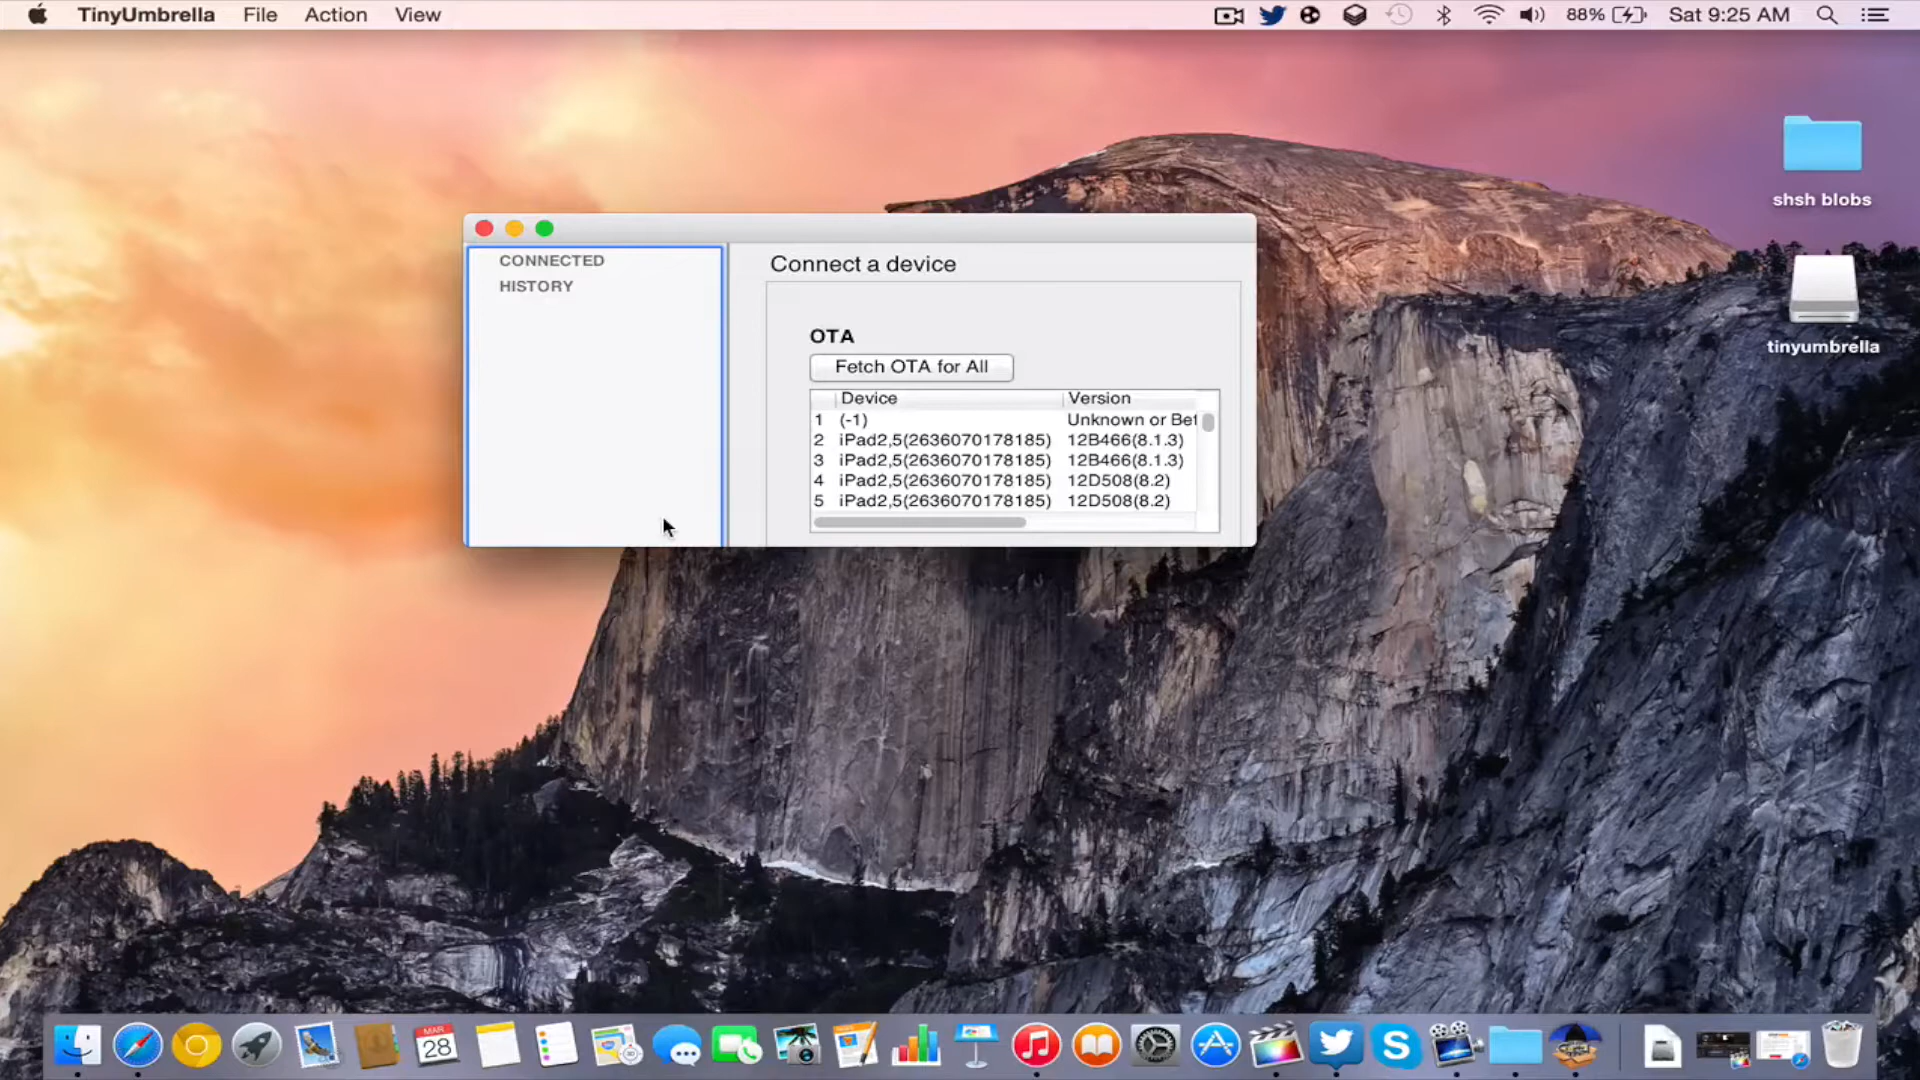 TinyUmbrella File Action View 88% Sat 9:25 AM
shsh blobs
tinyumbrella
CONNECTED
HISTORY
Connect a device
OTA
Fetch OTA for All
Device Version
1 (-1) Unknown or Bet
2 iPad2,5(2636070178185) 12B466(8.1.3)
3 iPad2,5(2636070178185) 12B466(8.1.3)
4 iPad2,5(2636070178185) 12D508(8.2)
5 iPad2,5(2636070178185) 12D508(8.2)
MAR
28